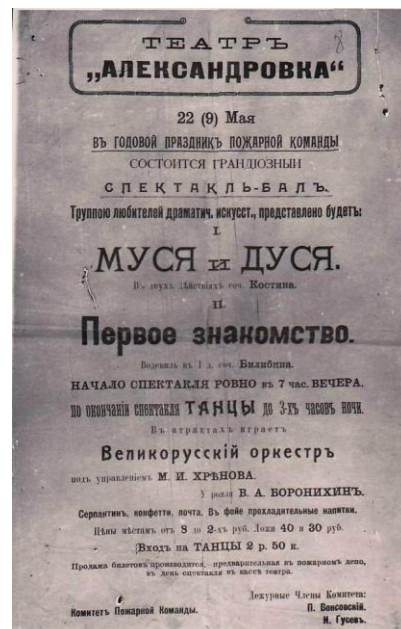 ТЕАТРЪ
„АЛЕКСАНДРОВКА“
22 (9) Мая
ВЪ ГОДОВОЙ ПРАЗДНИКЪ ПОЖАРНОЙ КОМАНДЫ
СОСТОИТСЯ ГРАНДІОЗНЫЙ
СПЕКТАКЛЬ-БАЛЪ.
Труппою любителей драматич. искусст., представлено будетъ:
I.
МУСЯ и ДУСЯ.
Въ двухъ дѣйствіяхъ соч. Костина.
II.
Первое знакомство.
Водевиль въ 1 д. соч. Билибина.
НАЧАЛО СПЕКТАКЛЯ РОВНО въ 7 час. ВЕЧЕРА.
по окончаніи спектакля ТАНЦЫ до 3-хъ часовъ ночи.
Въ антрактахъ играетъ
Великорусскій оркестръ
подъ управленіемъ М. И. ХРѢНОВА.
У рояля В. А. БОРОНИХИНЪ.
Серпантинъ, конфетти, почта. Въ фойе прохладительные напитки.
Цѣны мѣстамъ отъ 8 до 2-хъ руб. Ложи 40 и 30 руб.
Входъ на ТАНЦЫ 2 р. 50 к.
Продажа билетовъ производится, предварительная въ пожарномъ депо,
въ день спектакля въ кассѣ театра.
Дежурные Члены Комитета:
Комитетъ Пожарной Команды.
П. Вонсовскій.
И. Гусевъ.